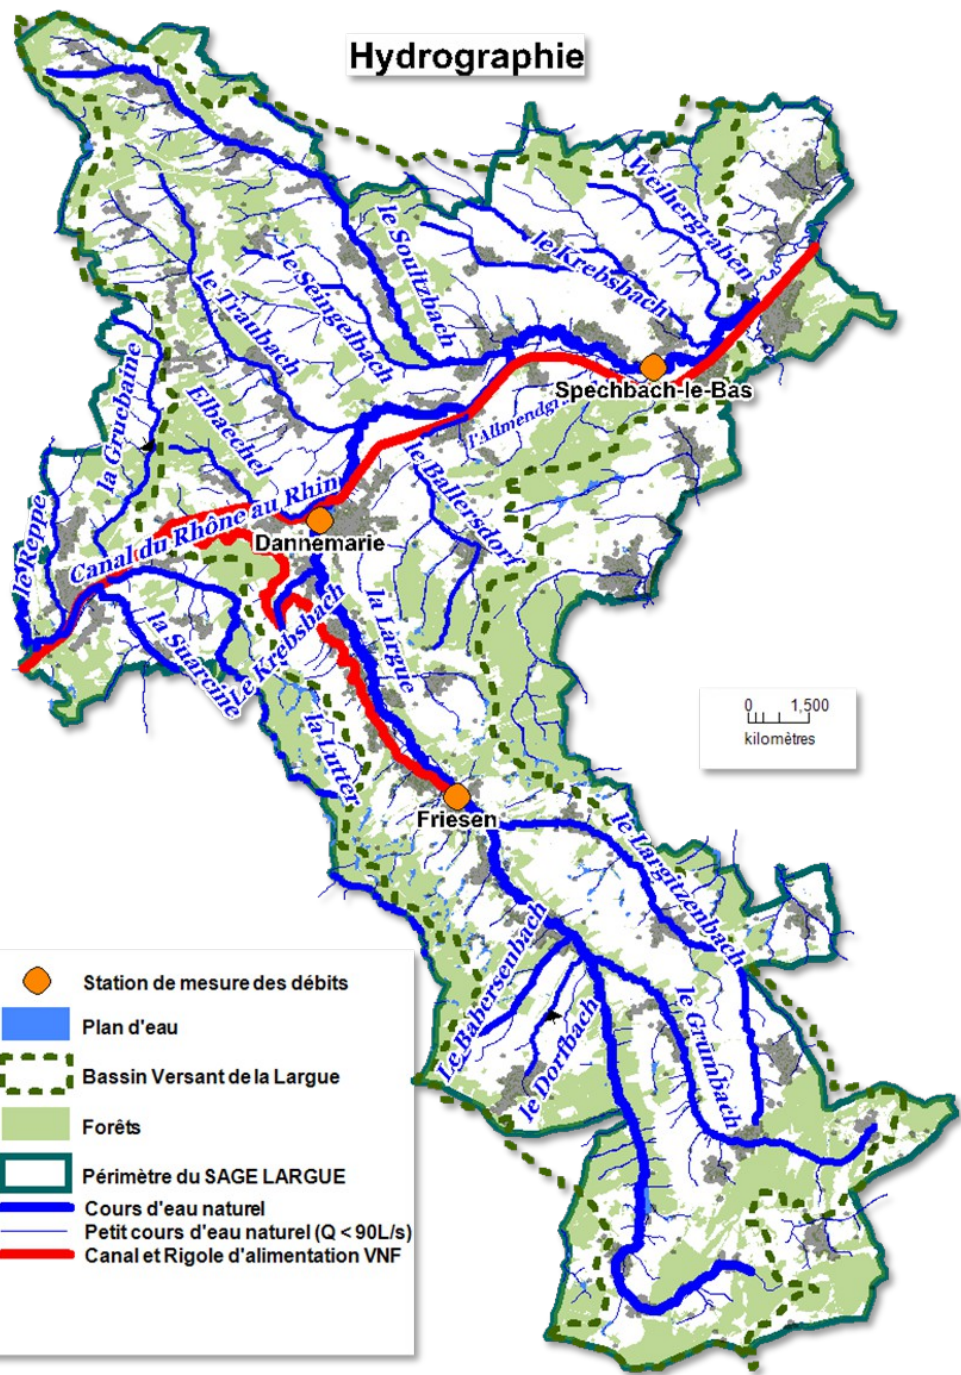 Hydrographie
Weihergraben
le Soultzbach
le Krebsbach
le Seingelbach
le Traubach
Spechbach-le-Bas
la Gruebaine
Elbaechel
l'Allmendgr
le Ballersdorf
Canal du Rhône au Rhin
le Reppe
Dannemarie
la Largue
la Suarcine
Le Krebsbach
la Lutter
0 1,500
kilomètres
Friesen
le Largitzenbach
Le Babersenbach
le Grumbach
le Dorfbach
Station de mesure des débits
Plan d'eau
Bassin Versant de la Largue
Forêts
Périmètre du SAGE LARGUE
Cours d'eau naturel
Petit cours d'eau naturel (Q < 90L/s)
Canal et Rigole d'alimentation VNF